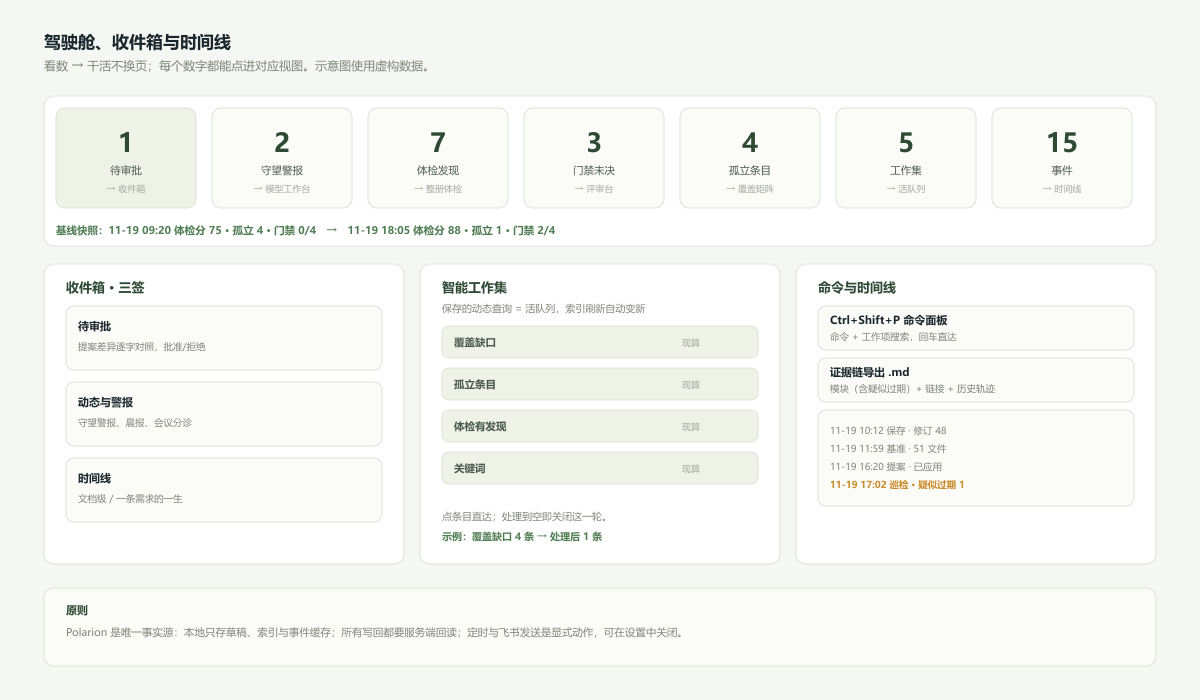 驾驶舱、收件箱与时间线
看数 → 干活不换页；每个数字都能点进对应视图。示意图使用虚构数据。
1
待审批
→ 收件箱
2
守望警报
→ 模型工作台
7
体检发现
→ 整册体检
3
门禁未决
→ 评审台
4
孤立条目
→ 覆盖矩阵
5
工作集
→ 活队列
15
事件
→ 时间线
基线快照：11-19 09:20 体检分 75 • 孤立 4 • 门禁 0/4 → 11-19 18:05 体检分 88 • 孤立 1 • 门禁 2/4
收件箱 • 三签
待审批
提案差异逐字对照，批准/拒绝
动态与警报
守望警报、晨报、会议分诊
时间线
文档级 / 一条需求的一生
智能工作集
保存的动态查询 = 活队列，索引刷新自动变新
覆盖缺口 现算
孤立条目 现算
体检有发现 现算
关键词 现算
点条目直达；处理到空即关闭这一轮。
示例：覆盖缺口 4 条 → 处理后 1 条
命令与时间线
Ctrl+Shift+P 命令面板
命令 + 工作项搜索，回车直达
证据链导出 .md
模块（含疑似过期）+ 链接 + 历史轨迹
11-19 10:12 保存 · 修订 48
11-19 11:59 基准 · 51 文件
11-19 16:20 提案 · 已应用
11-19 17:02 巡检 • 疑似过期 1
原则
Polarion 是唯一事实源：本地只存草稿、索引与事件缓存；所有写回都要服务端回读；定时与飞书发送是显式动作，可在设置中关闭。